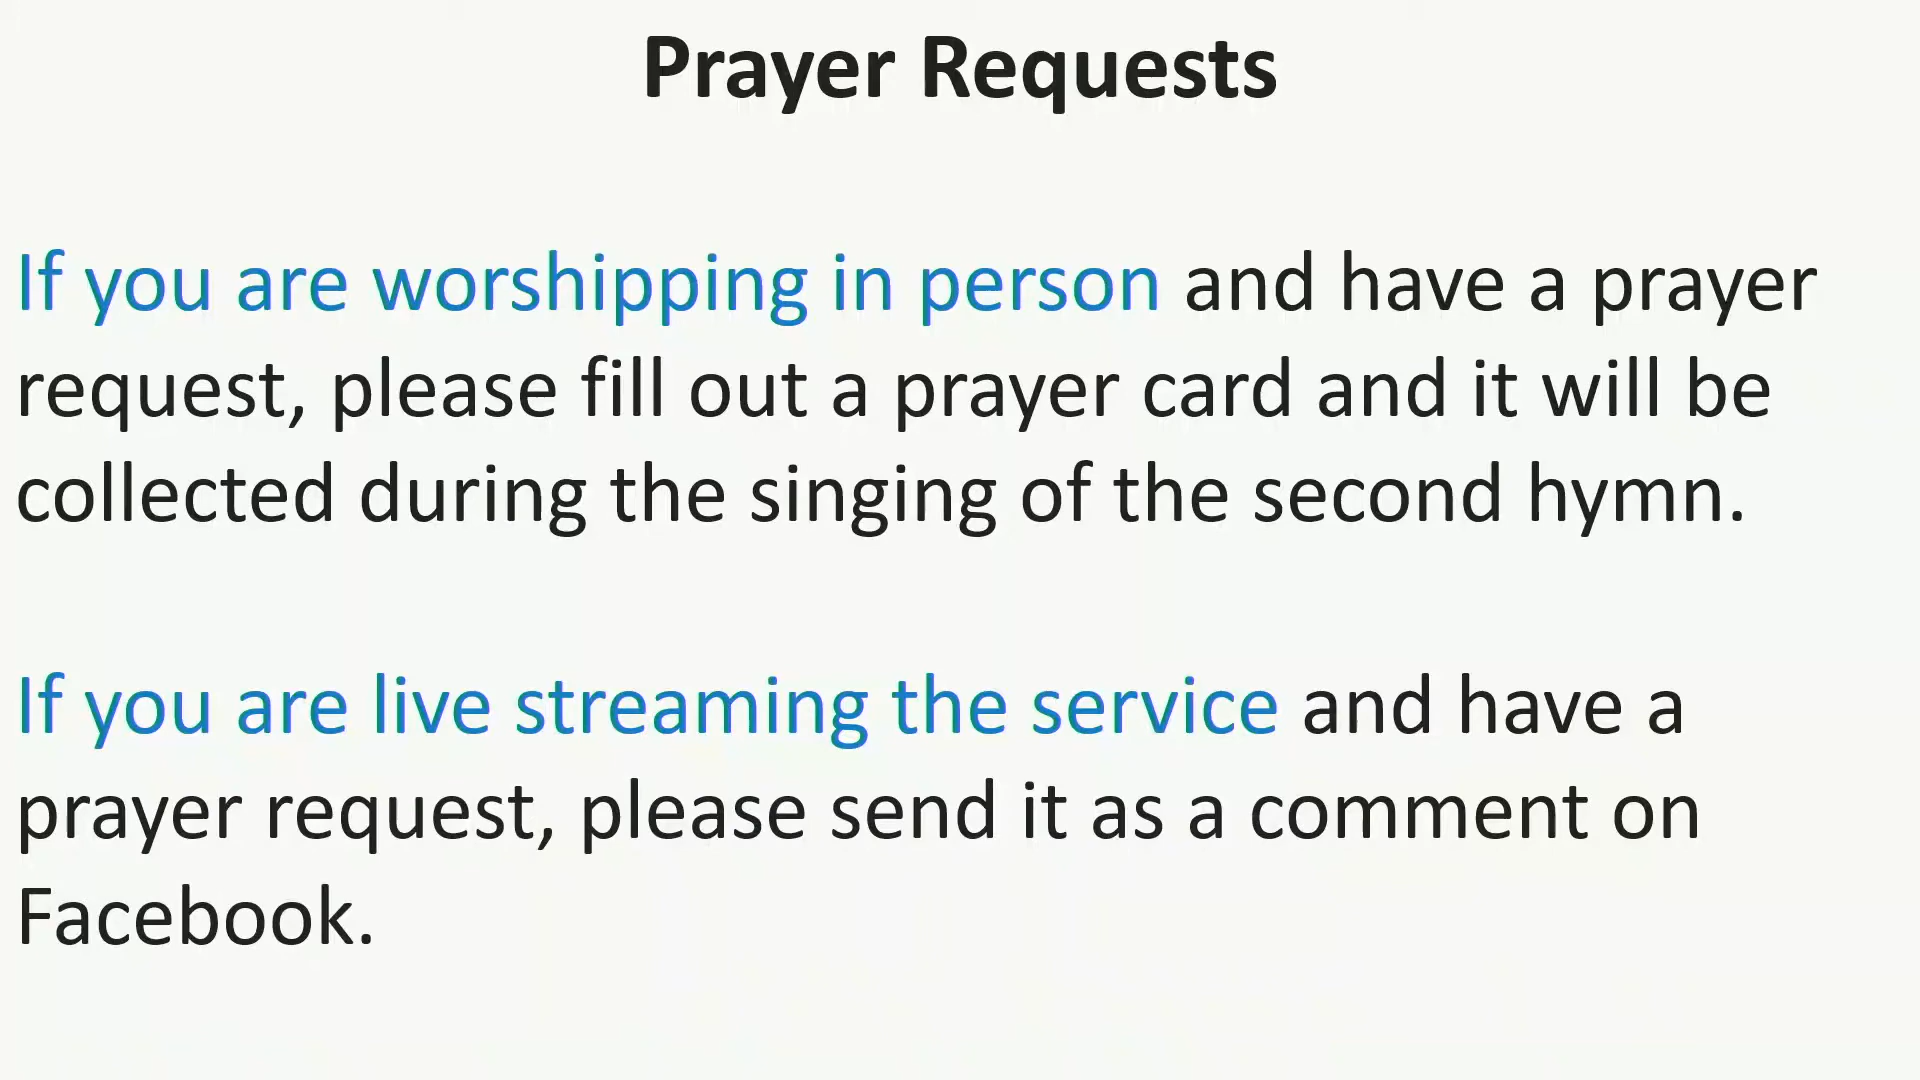 Prayer Requests
If you are worshipping in person and have a prayer
request, please fill out a prayer card and it will be
collected during the singing of the second hymn.
If you are live streaming the service and have a
prayer request, please send it as a comment on
Facebook.